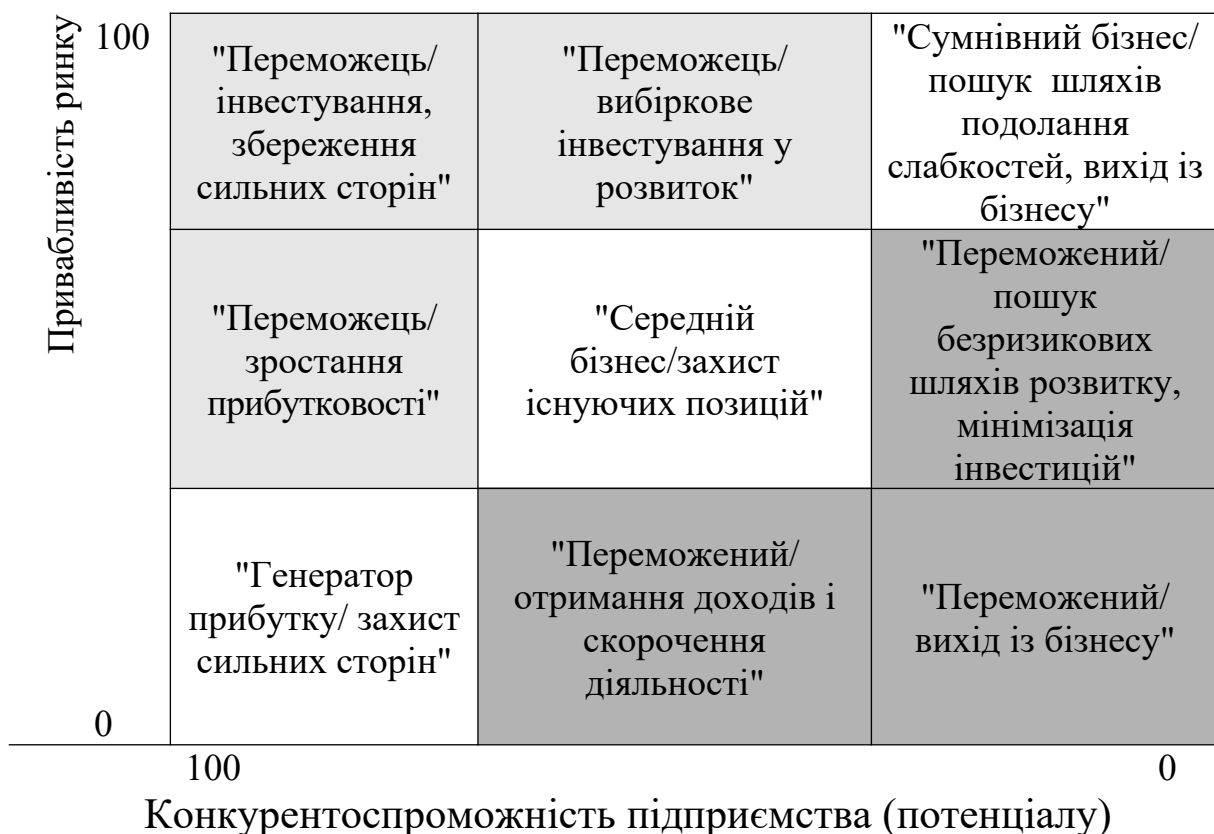 Привабливість ринку
100
"Переможець/
інвестування,
збереження
сильних сторін"
"Переможець/
вибіркове
інвестування у
розвиток"
"Сумнівний бізнес/
пошук шляхів
подолання
слабкостей, вихід із
бізнесу"
"Переможець/
зростання
прибутковості"
"Середній
бізнес/захист
існуючих позицій"
"Переможений/
пошук
безризикових
шляхів розвитку,
мінімізація
інвестицій"
"Генератор
прибутку/ захист
сильних сторін"
"Переможений/
отримання доходів і
скорочення
діяльності"
"Переможений/
вихід із бізнесу"
0
100
0
Конкурентоспроможність підприємства (потенціалу)